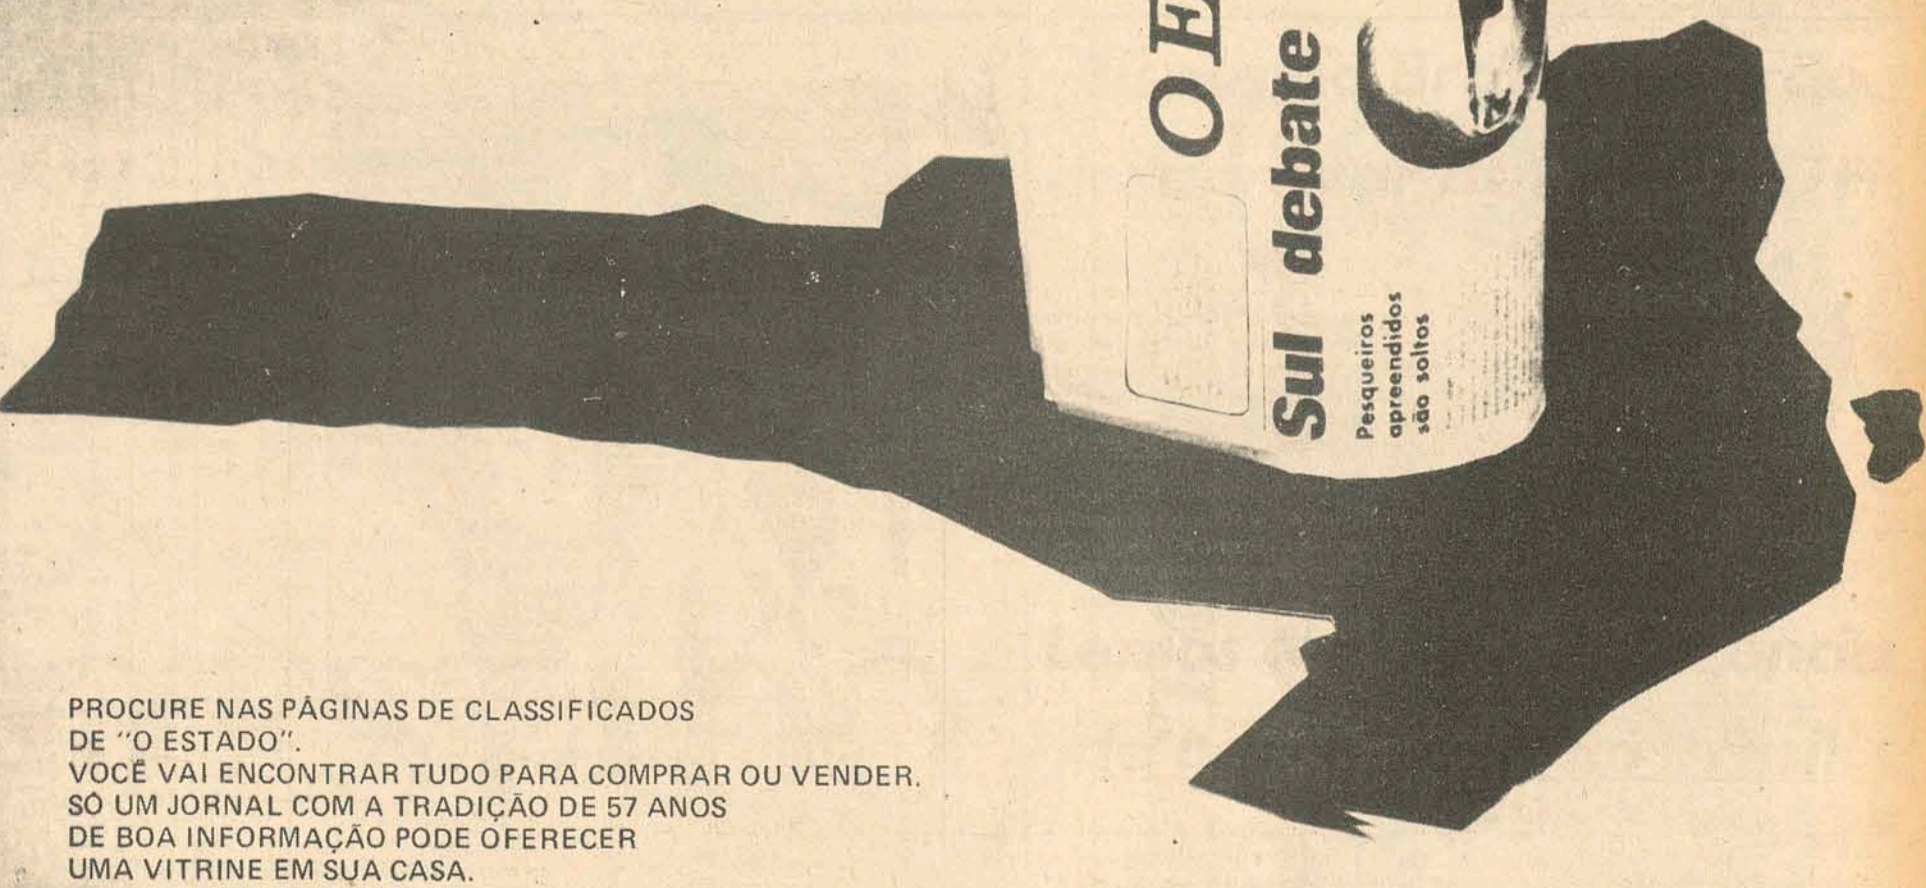 O E
Sul debate
Pesqueiros
apreendidos
são soltos
PROCURE NAS PÁGINAS DE CLASSIFICADOS
DE "O ESTADO".
VOCÊ VAI ENCONTRAR TUDO PARA COMPRAR OU VENDER.
SÓ UM JORNAL COM A TRADIÇÃO DE 57 ANOS
DE BOA INFORMAÇÃO PODE OFERECER
UMA VITRINE EM SUA CASA.